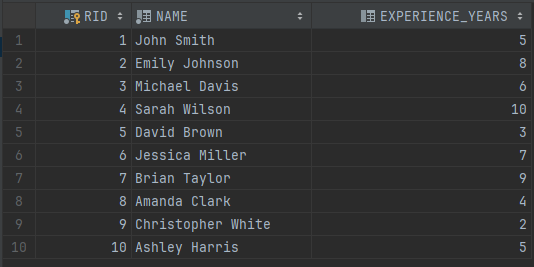 RID NAME EXPERIENCE_YEARS
1 1 John Smith 5
2 2 Emily Johnson 8
3 3 Michael Davis 6
4 4 Sarah Wilson 10
5 5 David Brown 3
6 6 Jessica Miller 7
7 7 Brian Taylor 9
8 8 Amanda Clark 4
9 9 Christopher White 2
10 10 Ashley Harris 5